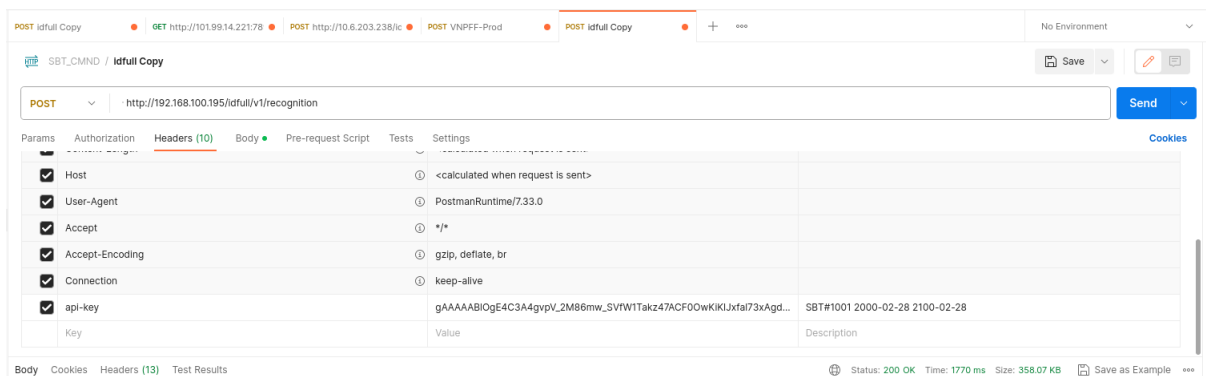 POST idfull Copy GET http://101.99.14.221:78 POST http://10.6.203.238/ic POST VNPFF-Prod POST idfull Copy No Environment
HTTP SBT_CMND / idfull Copy Save
POST http://192.168.100.195/idfull/v1/recognition Send
Params Authorization Headers (10) Body Pre-request Script Tests Settings Cookies
Host <calculated when request is sent>
User-Agent PostmanRuntime/7.33.0
Accept */*
Accept-Encoding gzip, deflate, br
Connection keep-alive
api-key gAAAAABlOgE4C3A4gvpV_2M86mw_SVfW1Takz47ACF0OwKiKlJxfal73xAgd... SBT#1001 2000-02-28 2100-02-28
Key Value Description
Body Cookies Headers (13) Test Results Status: 200 OK Time: 1770 ms Size: 358.07 KB Save as Example